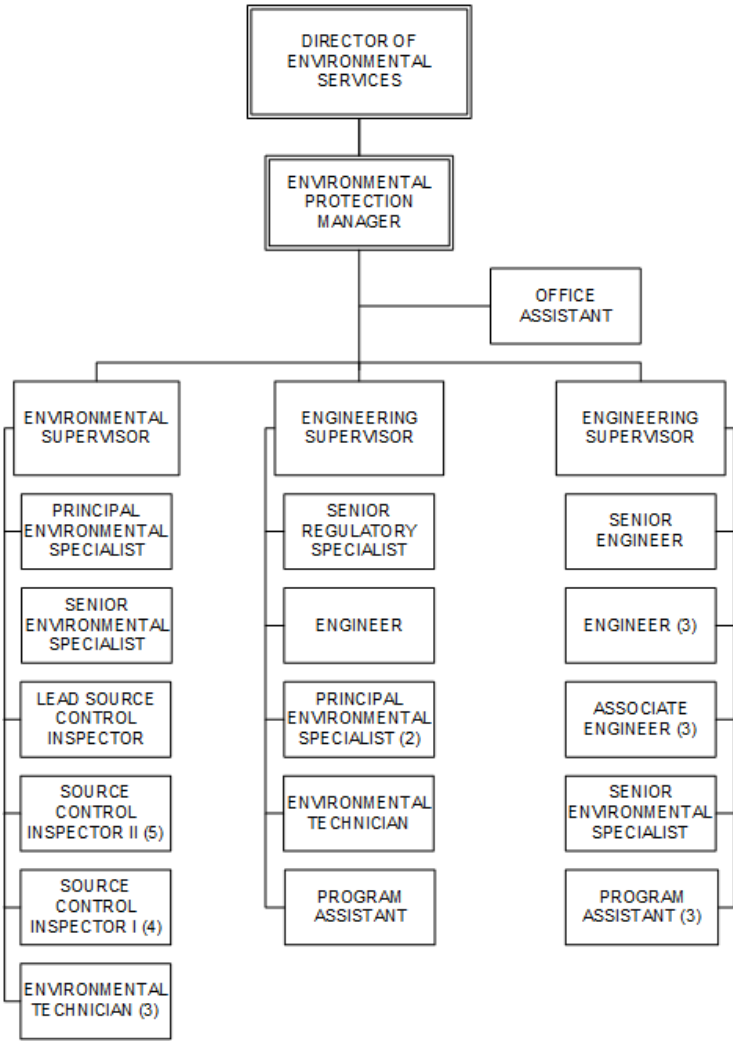 DIRECTOR OF
ENVIRONMENTAL
SERVICES
ENVIRONMENTAL
PROTECTION
MANAGER
OFFICE
ASSISTANT
ENVIRONMENTAL
SUPERVISOR
PRINCIPAL
ENVIRONMENTAL
SPECIALIST
SENIOR
ENVIRONMENTAL
SPECIALIST
LEAD SOURCE
CONTROL
INSPECTOR
SOURCE
CONTROL
INSPECTOR II (5)
SOURCE
CONTROL
INSPECTOR I (4)
ENVIRONMENTAL
TECHNICIAN (3)
ENGINEERING
SUPERVISOR
SENIOR
REGULATORY
SPECIALIST
ENGINEER
PRINCIPAL
ENVIRONMENTAL
SPECIALIST (2)
ENVIRONMENTAL
TECHNICIAN
PROGRAM
ASSISTANT
ENGINEERING
SUPERVISOR
SENIOR
ENGINEER
ENGINEER (3)
ASSOCIATE
ENGINEER (3)
SENIOR
ENVIRONMENTAL
SPECIALIST
PROGRAM
ASSISTANT (3)